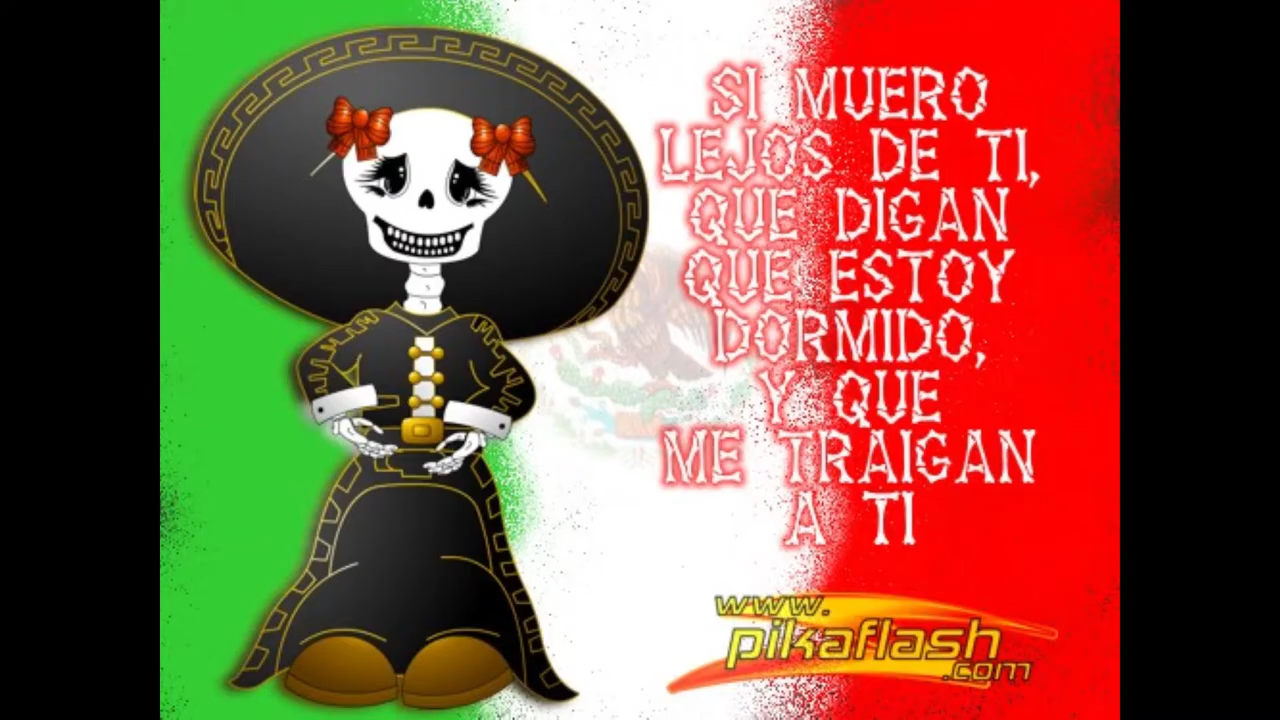 SI MUERO
LEJOS DE TI,
QUE DIGAN
QUE ESTOY
DORMIDO,
Y QUE
ME TRAIGAN
A TI
www.
pikaflash
.com